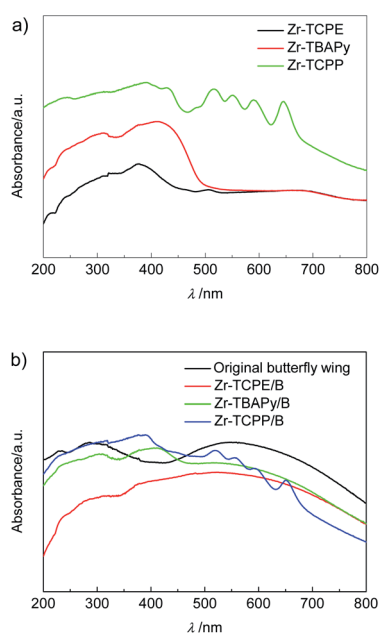 a)
Zr-TCPE
Zr-TBAPy
Zr-TCPP
Absorbance/a.u.
200 300 400 500 600 700 800
λ /nm
b)
Original butterfly wing
Zr-TCPE/B
Zr-TBAPy/B
Zr-TCPP/B
Absorbance/a.u.
200 300 400 500 600 700 800
λ /nm